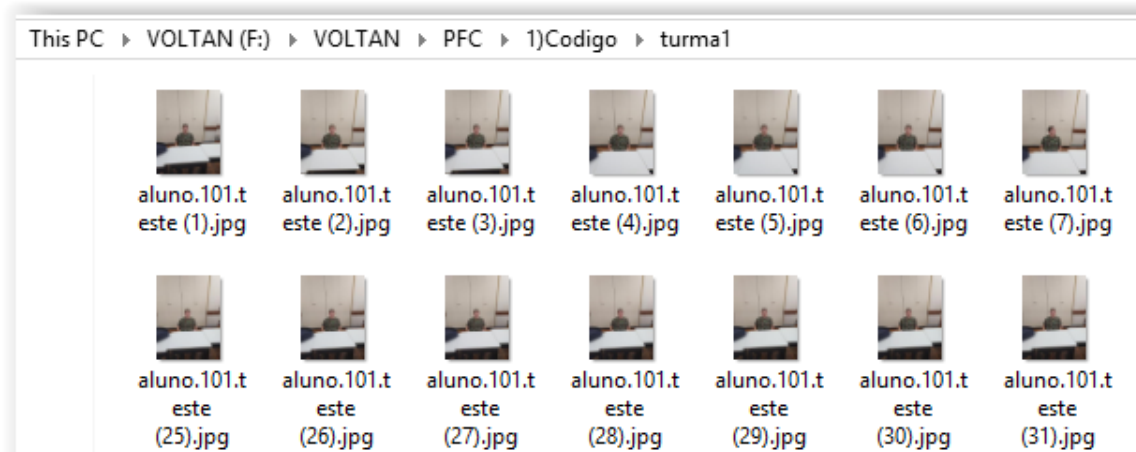 This PC ▸ VOLTAN (F:) ▸ VOLTAN ▸ PFC ▸ 1)Codigo ▸ turma1
aluno.101.t aluno.101.t aluno.101.t aluno.101.t aluno.101.t aluno.101.t aluno.101.t
este (1).jpg este (2).jpg este (3).jpg este (4).jpg este (5).jpg este (6).jpg este (7).jpg
aluno.101.t aluno.101.t aluno.101.t aluno.101.t aluno.101.t aluno.101.t aluno.101.t
este este este este este este este
(25).jpg (26).jpg (27).jpg (28).jpg (29).jpg (30).jpg (31).jpg